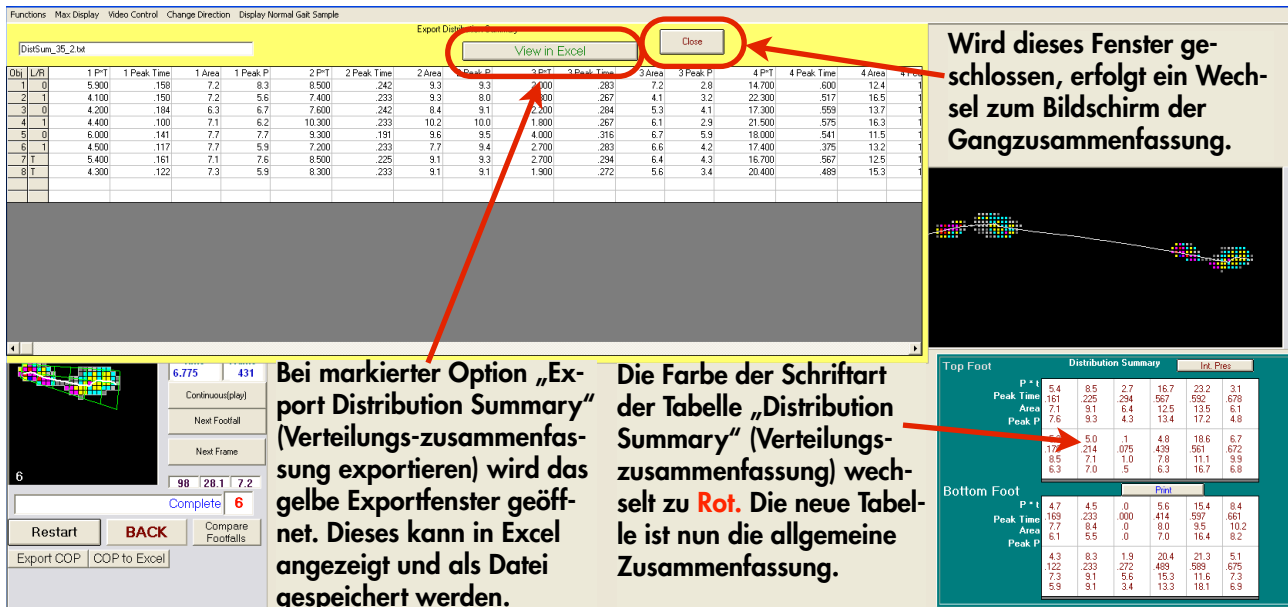 Functions Max Display Video Control Change Direction Display Normal Gait Sample
Export Distribution Summary
DistSum_35_2.txt
View in Excel
Close
Obj L/R 1 P*T 1 Peak Time 1 Area 1 Peak P 2 P*T 2 Peak Time 2 Area 2 Peak P 3 P*T 3 Peak Time 3 Area 3 Peak P 4 P*T 4 Peak Time 4 Area
1 0 5.900 .158 7.2 8.3 8.500 .242 9.3 9.3 .283 7.2 2.8 14.700 .600 12.4
2 1 4.100 .150 7.2 5.6 7.400 .233 9.3 8.0 .267 4.1 3.2 22.300 .517 16.5
3 0 4.200 .184 6.3 6.7 7.600 .242 8.4 9.1 2.200 .284 5.3 4.1 17.300 .559 13.7
4 1 4.400 .100 7.1 6.2 10.300 .233 10.2 10.0 1.800 .267 6.1 2.9 21.500 .575 16.3
5 0 6.000 .141 7.7 7.7 9.300 .191 9.6 9.5 4.000 .316 6.7 5.9 18.000 .541 11.5
6 1 4.500 .117 7.7 5.9 7.200 .233 7.7 9.4 2.700 .283 6.6 4.2 17.400 .375 13.2
7 T 5.400 .161 7.1 7.6 8.500 .225 9.1 9.3 2.700 .294 6.4 4.3 16.700 .567 12.5
8 T 4.300 .122 7.3 5.9 8.300 .233 9.1 9.1 1.900 .272 5.6 3.4 20.400 .489 15.3
Wird dieses Fenster ge-
schlossen, erfolgt ein Wech-
sel zum Bildschirm der
Gangzusammenfassung.
6.775 431
Continuous(play)
Next Footfall
Next Frame
6
98 28.1 7.2
Complete 6
Restart BACK Compare Footfalls
Export COP COP to Excel
Bei markierter Option „Ex-
port Distribution Summary“
(Verteilungs-zusammenfas-
sung exportieren) wird das
gelbe Exportfenster geöff-
net. Dieses kann in Excel
angezeigt und als Datei
gespeichert werden.
Die Farbe der Schriftart
der Tabelle „Distribution
Summary“ (Verteilungs-
zusammenfassung) wech-
selt zu Rot. Die neue Tabel-
le ist nun die allgemeine
Zusammenfassung.
Top Foot Distribution Summary Int. Pres
P * t 5.4 8.5 2.7 16.7 23.2 3.1
Peak Time .161 .225 .294 .567 .592 .678
Area 7.1 9.1 6.4 12.5 13.5 6.1
Peak P 7.6 9.3 4.3 13.4 17.2 4.8
5.0 .1 4.8 18.6 6.7
.214 .075 .439 .561 .672
8.5 7.1 1.0 7.8 11.1 9.9
6.3 7.0 .5 6.3 16.7 6.8
Bottom Foot Print
P * t 4.7 4.5 .0 5.6 15.4 8.4
Peak Time .169 .233 .000 .414 .597 .661
Area 7.7 8.4 .0 8.0 9.5 10.2
Peak P 6.1 5.5 .0 7.0 16.4 8.2
4.3 8.3 1.9 20.4 21.3 5.1
.122 .233 .272 .489 .589 .675
7.3 9.1 5.6 15.3 11.6 7.3
5.9 9.1 3.4 13.3 18.1 6.9